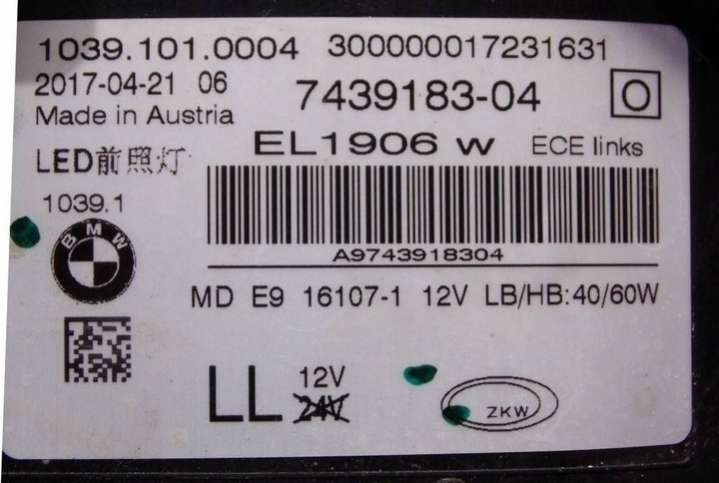 1039.101.0004 300000017231631
2017-04-21 06 7439183-04 O
Made in Austria
EL1906 w ECE links
LED前照灯
1039.1
BMW
A9743918304
MD E9 16107-1 12V LB/HB:40/60W
LL 12V
24V
ZKW